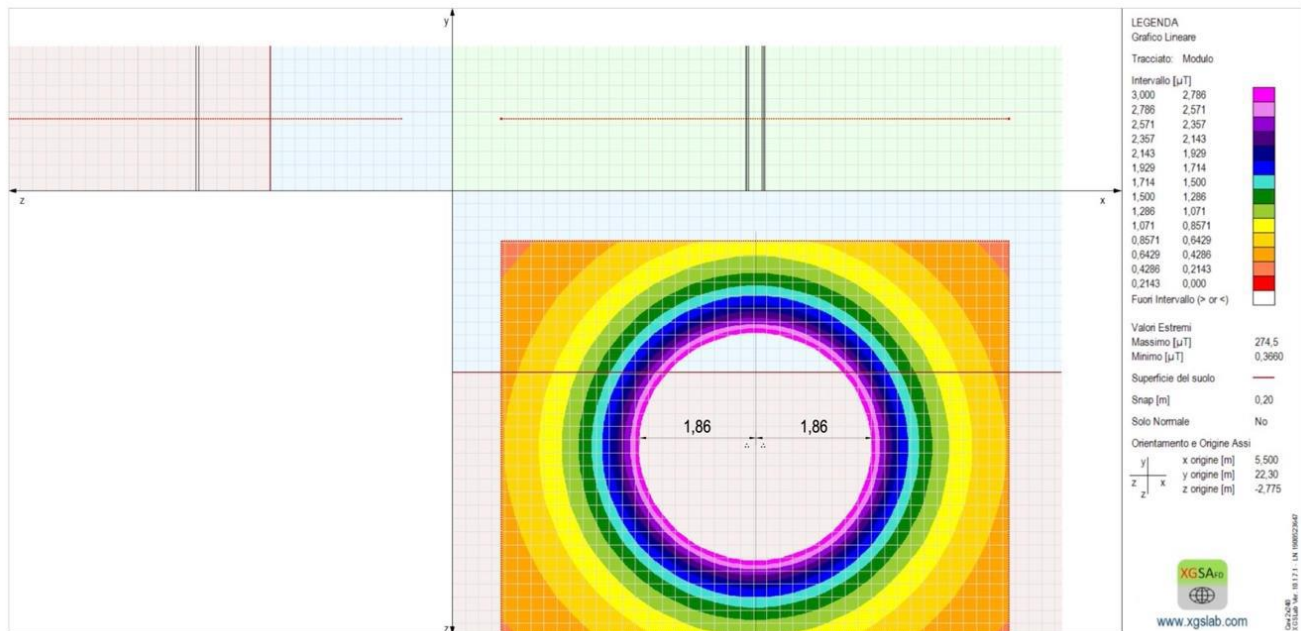 y
z
x
1,86
1,86
z
LEGENDA
Grafico Lineare
Tracciato: Modulo
Intervallo [µT]
3,000 2,786
2,786 2,571
2,571 2,357
2,357 2,143
2,143 1,929
1,929 1,714
1,714 1,500
1,500 1,286
1,286 1,071
1,071 0,8571
0,8571 0,6429
0,6429 0,4286
0,4286 0,2143
0,2143 0,000
Fuori Intervallo (> or <)
Valori Estremi
Massimo [µT] 274,5
Minimo [µT] 0,3660
Superficie del suolo
Snap [m] 0,20
Solo Normale No
Orientamento e Origine Assi
y x origine [m] 5,500
z x y origine [m] 22,30
z z origine [m] -2,775
XGSAFD
www.xgslab.com